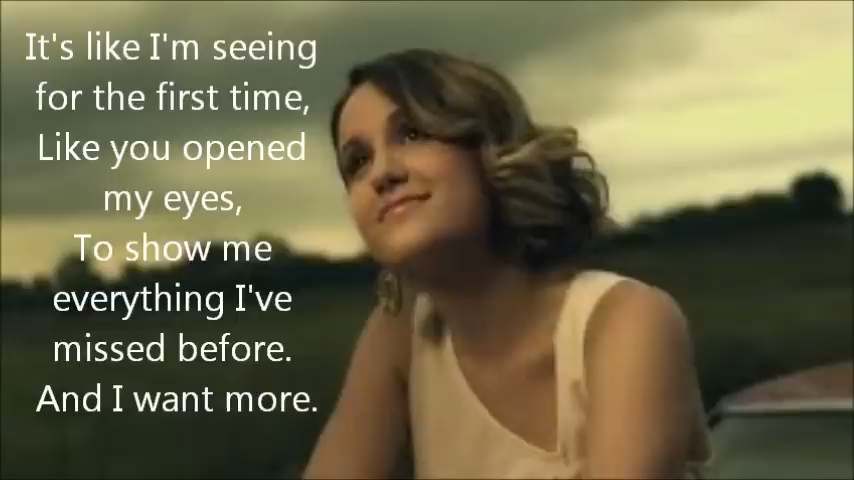 It's like I'm seeing
for the first time,
Like you opened
my eyes,
To show me
everything I've
missed before.
And I want more.